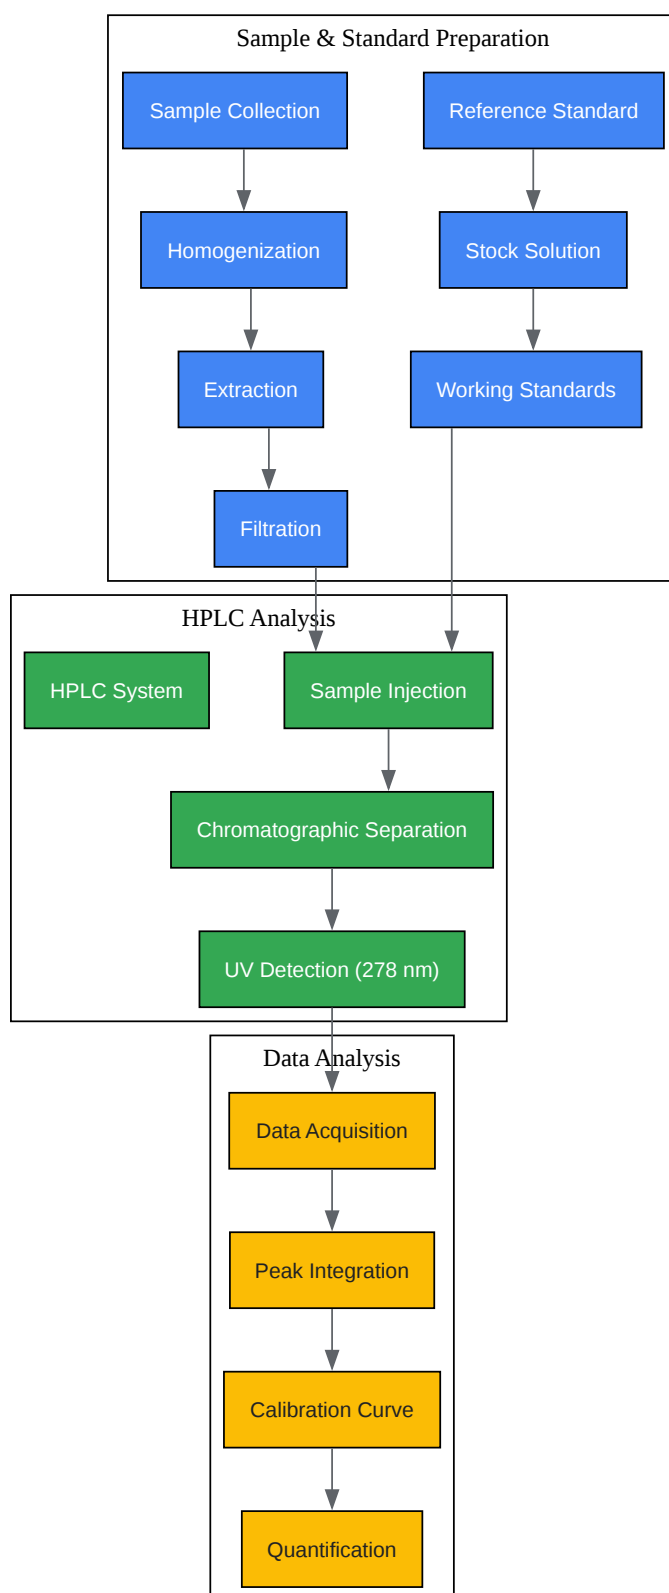 Sample & Standard Preparation
Sample Collection
Reference Standard
Homogenization
Stock Solution
Extraction
Working Standards
Filtration
HPLC Analysis
HPLC System
Sample Injection
Chromatographic Separation
UV Detection (278 nm)
Data Analysis
Data Acquisition
Peak Integration
Calibration Curve
Quantification